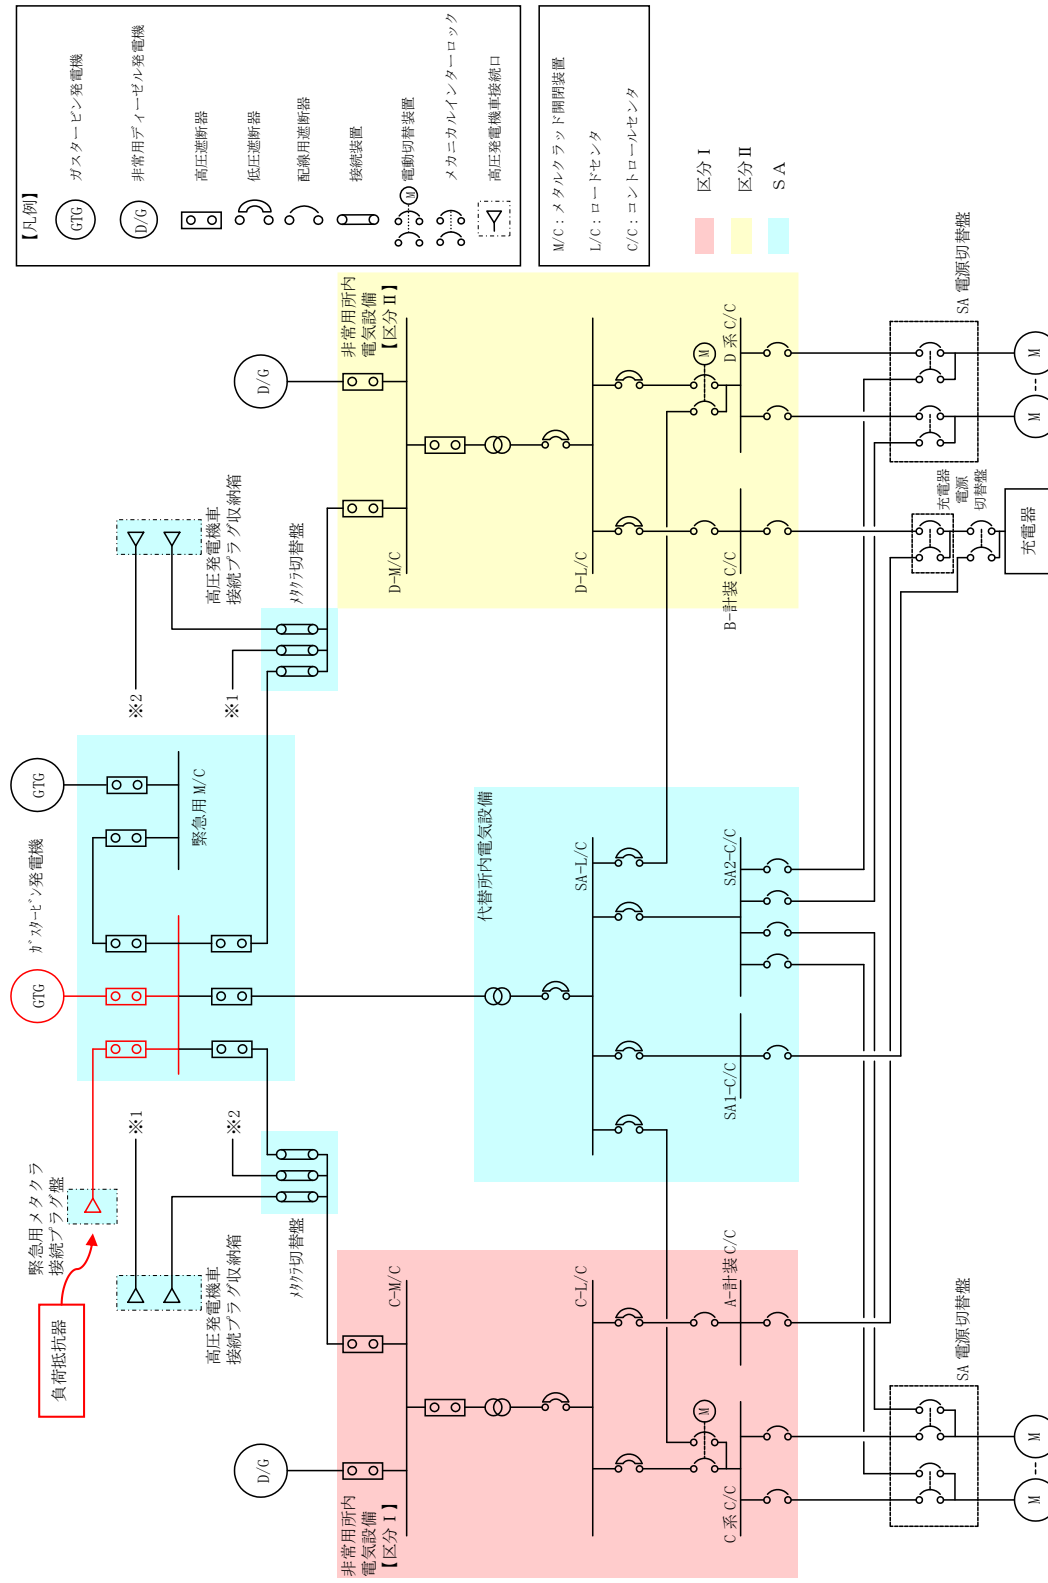 【凡例】
GTG
ガスタービン発電機
D/G
非常用ディーゼル発電機
高圧遮断器
低圧遮断器
配線用遮断器
接続装置
M
電動切替装置
メカニカルインターロック
高圧発電機車接続口
M/C：メタルクラッド開閉装置
L/C：ロードセンタ
C/C：コントロールセンタ
区分Ⅰ
区分Ⅱ
ＳＡ
負荷抵抗器
緊急用メタクラ
接続プラグ盤
※1
※2
高圧発電機車
接続プラグ収納箱
ﾒﾀｸﾗ切替盤
GTG
ｶﾞｽﾀｰﾋﾞﾝ発電機
GTG
緊急用 M/C
※2
※1
高圧発電機車
接続プラグ収納箱
ﾒﾀｸﾗ切替盤
D/G
非常用所内
電気設備
【区分Ⅰ】
C-M/C
C-L/C
M
C 系 C/C
A-計装 C/C
代替所内電気設備
SA-L/C
SA1-C/C
SA2-C/C
D/G
非常用所内
電気設備
【区分Ⅱ】
D-M/C
D-L/C
M
B-計装 C/C
D 系 C/C
SA 電源切替盤
M
M
充電器
電源
切替盤
充電器
SA 電源切替盤
M
M